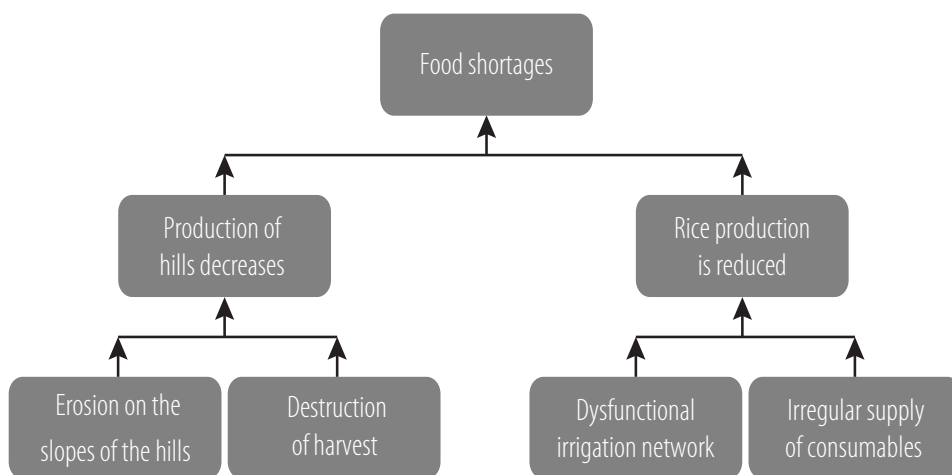 Food shortages
Production of
hills decreases
Rice production
is reduced
Erosion on the
slopes of the hills
Destruction
of harvest
Dysfunctional
irrigation network
Irregular supply
of consumables